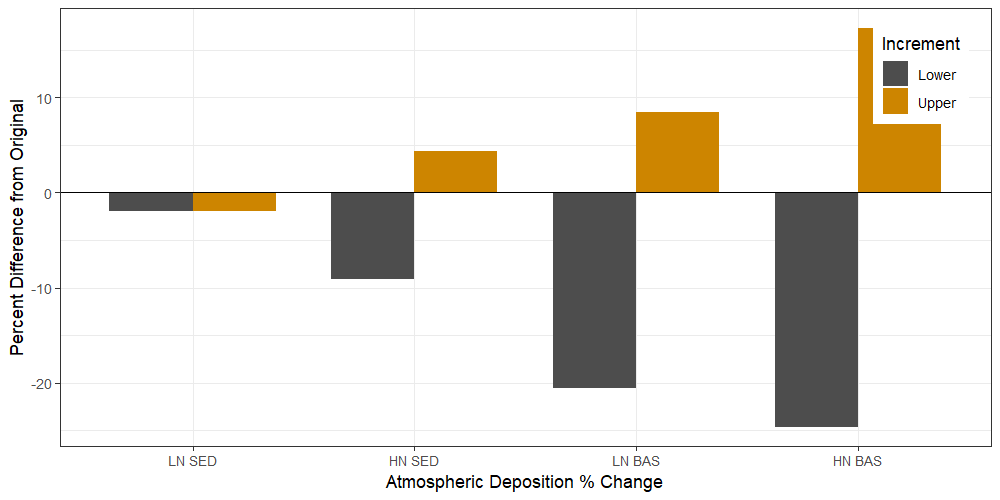 Percent Difference from Original
10
0
-10
-20
LN SED
HN SED
LN BAS
HN BAS
Atmospheric Deposition % Change
Increment
Lower
Upper